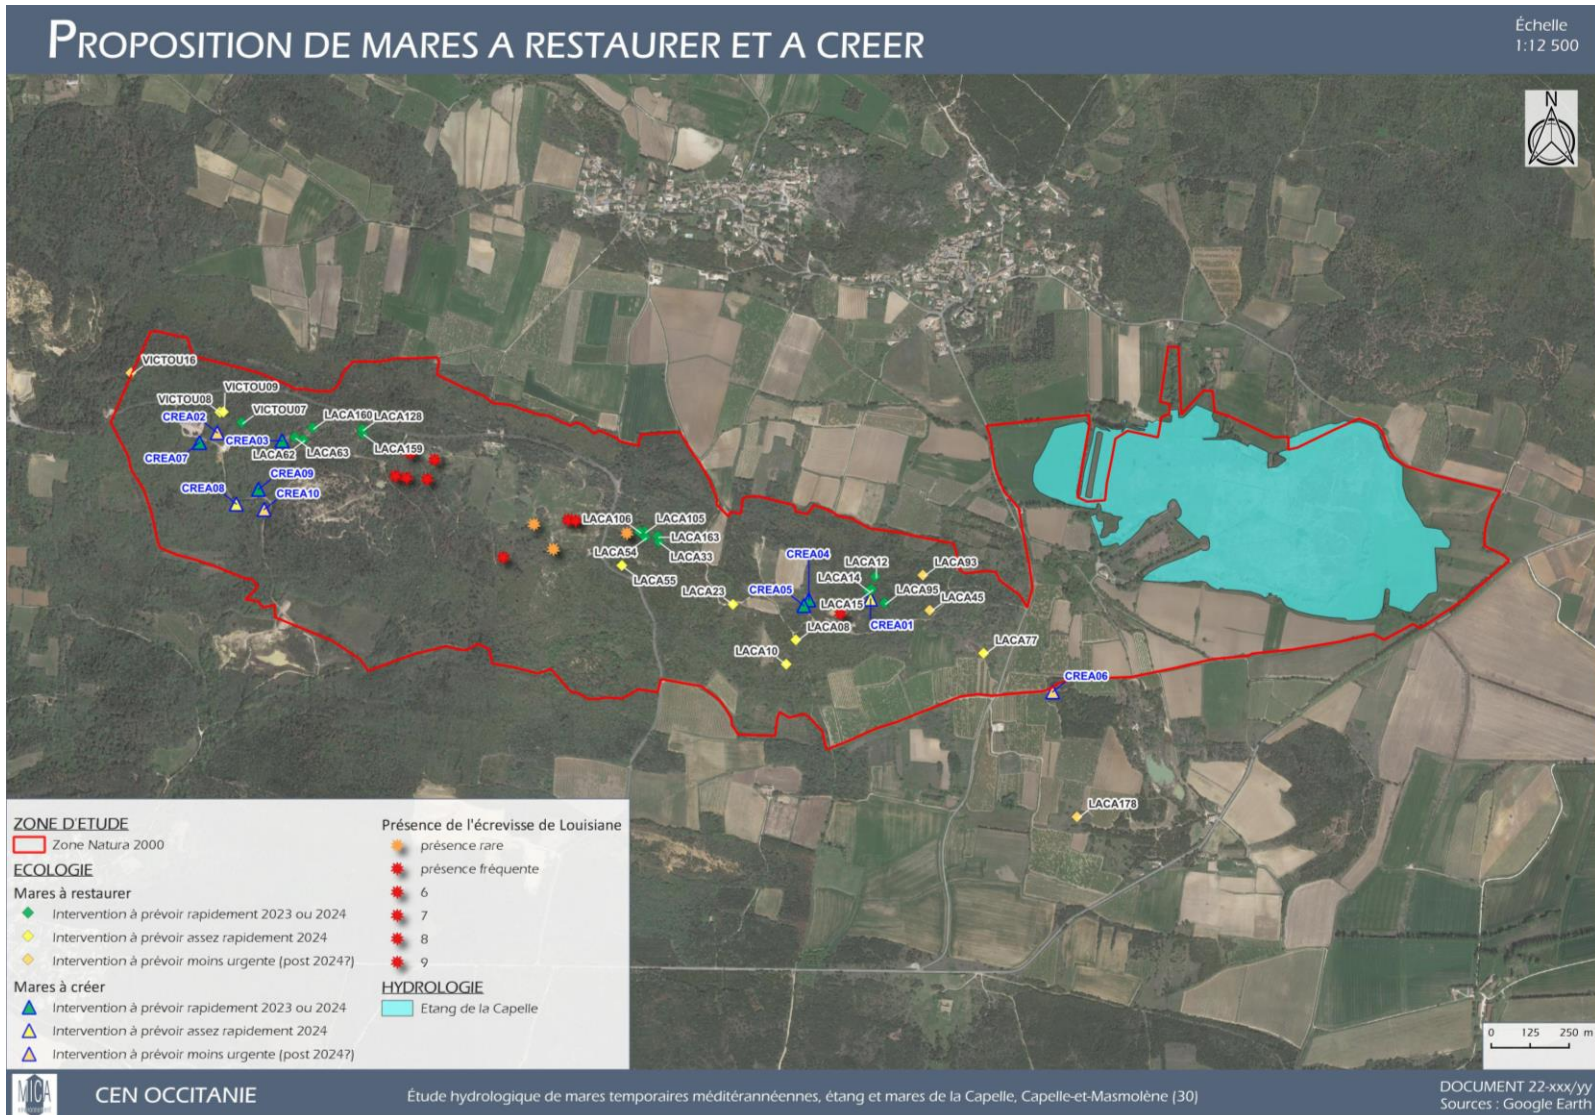 PROPOSITION DE MARES A RESTAURER ET A CREER
Échelle
1:12 500
N
VICTOU16
VICTOU09
VICTOU08
VICTOU07
CREA02
LACA160
LACA128
CREA03
CREA07
LACA62
LACA63
LACA159
CREA09
CREA08
CREA10
LACA106
LACA105
LACA163
LACA54
LACA33
LACA55
CREA04
LACA12
LACA93
LACA14
CREA05
LACA23
LACA15
LACA95
LACA45
LACA08
CREA01
LACA10
LACA77
CREA06
LACA178
ZONE D'ETUDE
Zone Natura 2000
ECOLOGIE
Mares à restaurer
Intervention à prévoir rapidement 2023 ou 2024
Intervention à prévoir assez rapidement 2024
Intervention à prévoir moins urgente (post 2024?)
Mares à créer
Intervention à prévoir rapidement 2023 ou 2024
Intervention à prévoir assez rapidement 2024
Intervention à prévoir moins urgente (post 2024?)
Présence de l'écrevisse de Louisiane
présence rare
présence fréquente
6
7
8
9
HYDROLOGIE
Etang de la Capelle
0 125 250 m
MICA
CEN OCCITANIE
Étude hydrologique de mares temporaires méditérannéennes, étang et mares de la Capelle, Capelle-et-Masmolène (30)
DOCUMENT 22-xxx/yy
Sources : Google Earth